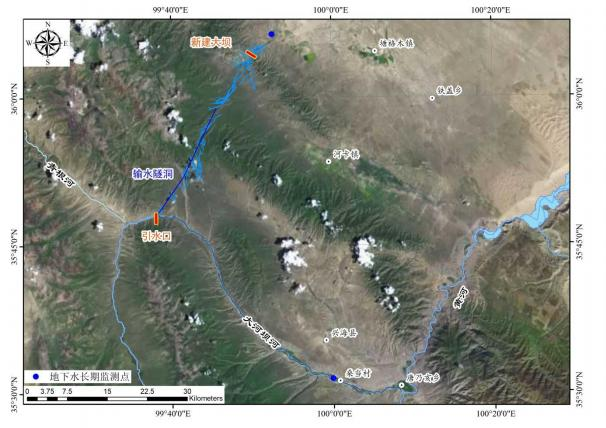 99°40'0"E
100°0'0"E
100°20'0"E
N
W
E
S
新建大坝
塘格木镇
铁盖乡
36°0'0"N
36°0'0"N
河卡镇
青根河
输水隧洞
引水口
35°45'0"N
35°45'0"N
黄河
大河坝河
兴海县
桑当村
唐乃亥乡
地下水长期监测点
0 3.75 7.5 15 22.5 30
Kilometers
35°30'0"N
35°30'0"N
99°40'0"E
100°0'0"E
100°20'0"E